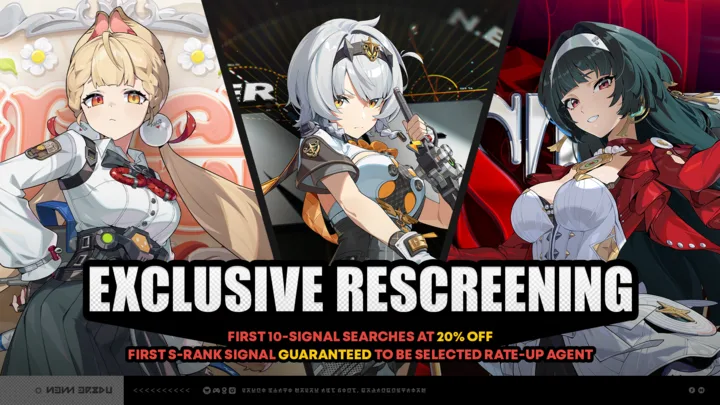 EXCLUSIVE RESCREENING
FIRST 10-SIGNAL SEARCHES AT 20% OFF
FIRST S-RANK SIGNAL GUARANTEED TO BE SELECTED RATE-UP AGENT